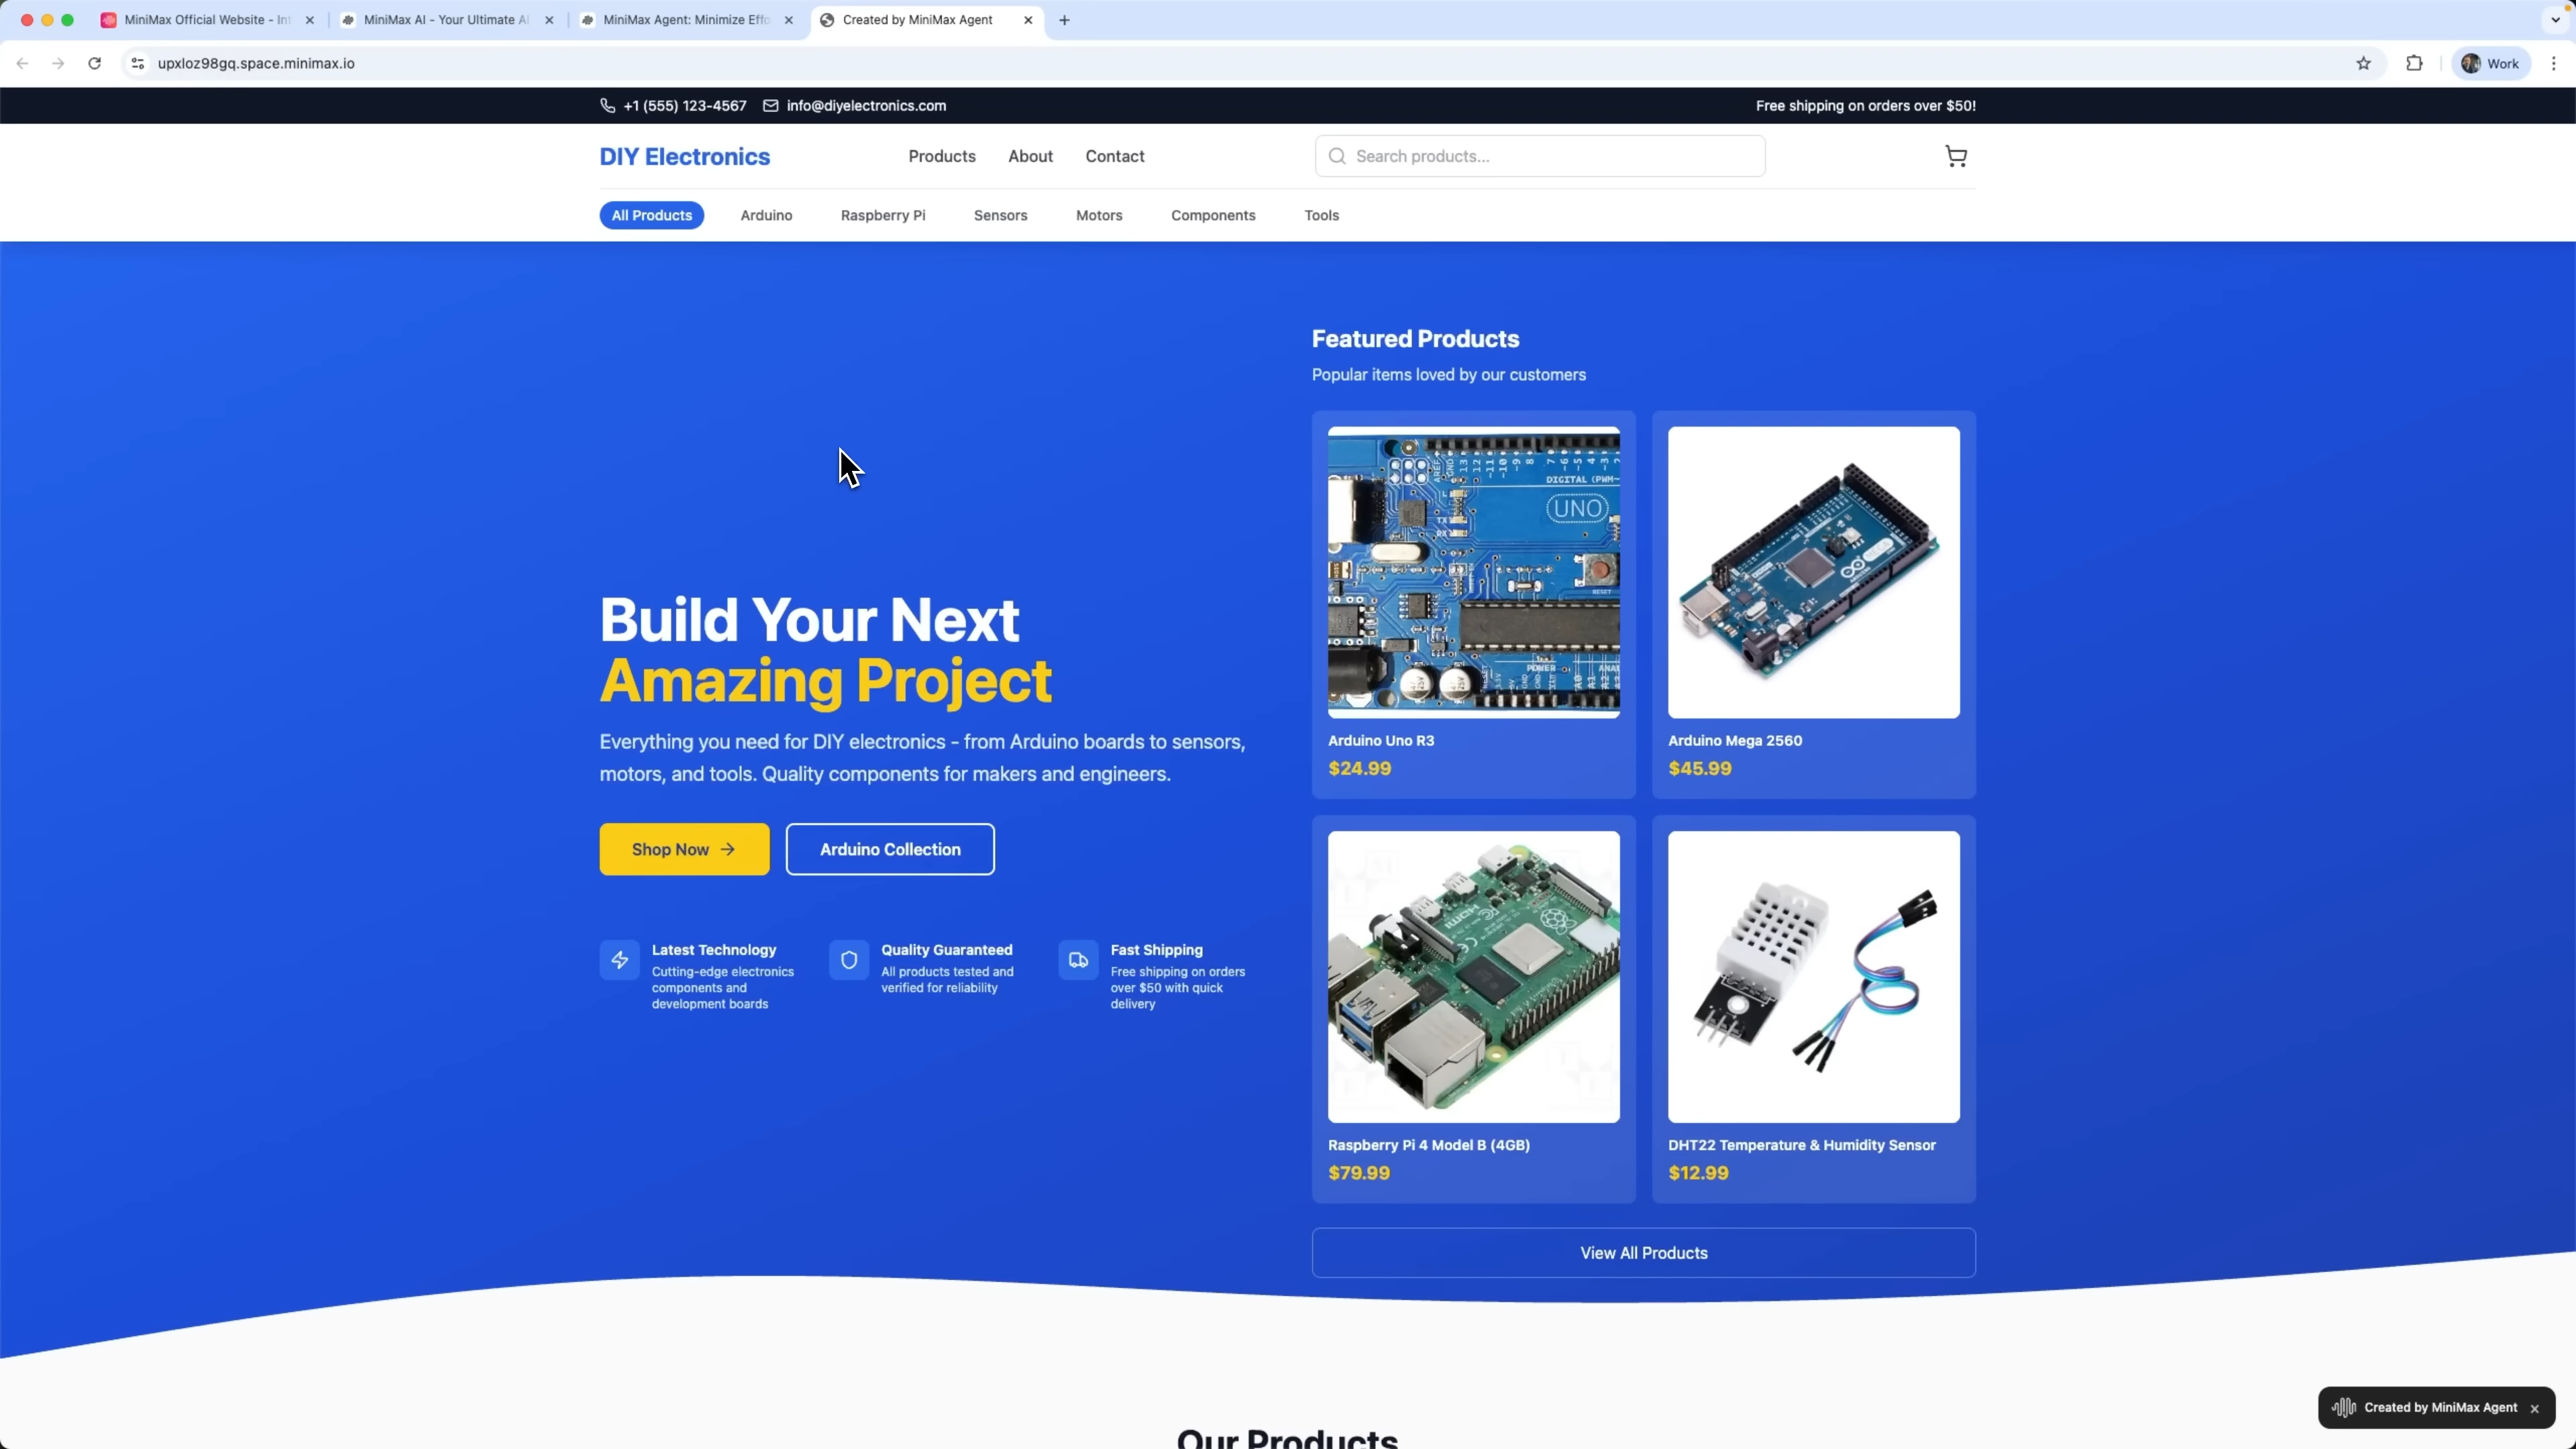 MiniMax Official Website - Int
MiniMax AI - Your Ultimate AI
MiniMax Agent: Minimize Effo
Created by MiniMax Agent
upxloz98gq.space.minimax.io
Work
+1 (555) 123-4567
info@diyelectronics.com
Free shipping on orders over $50!
DIY Electronics
Products
About
Contact
Search products...
All Products
Arduino
Raspberry Pi
Sensors
Motors
Components
Tools
Build Your Next
Amazing Project
Everything you need for DIY electronics - from Arduino boards to sensors,
motors, and tools. Quality components for makers and engineers.
Shop Now
Arduino Collection
Latest Technology
Cutting-edge electronics
components and
development boards
Quality Guaranteed
All products tested and
verified for reliability
Fast Shipping
Free shipping on orders
over $50 with quick
delivery
Featured Products
Popular items loved by our customers
DIGITAL (PWM~
UNO
RESET
POWER
Arduino Uno R3
$24.99
MEGA
Arduino Mega 2560
$45.99
HDMI
Raspberry Pi 4 Model B (4GB)
$79.99
DHT22 Temperature & Humidity Sensor
$12.99
View All Products
Our Products
Created by MiniMax Agent